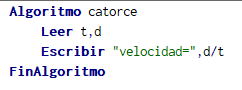 Algoritmo catorce
    Leer t,d
    Escribir "velocidad=",d/t
FinAlgoritmo